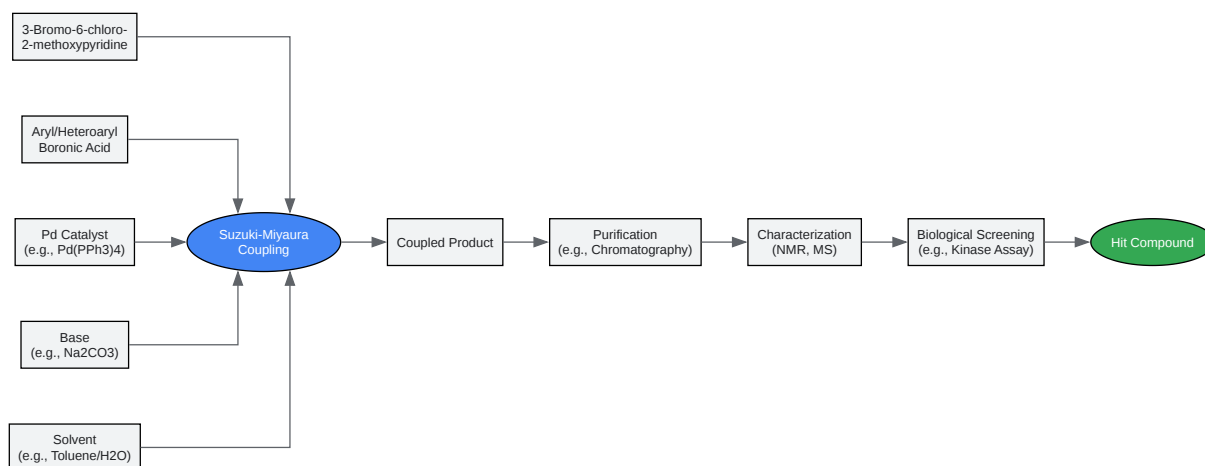 3-Bromo-6-chloro-
2-methoxypyridine
Aryl/Heteroaryl
Boronic Acid
Pd Catalyst
(e.g., Pd(PPh3)4)
Suzuki-Miyaura
Coupling
Coupled Product
Purification
(e.g., Chromatography)
Characterization
(NMR, MS)
Biological Screening
(e.g., Kinase Assay)
Hit Compound
Base
(e.g., Na2CO3)
Solvent
(e.g., Toluene/H2O)